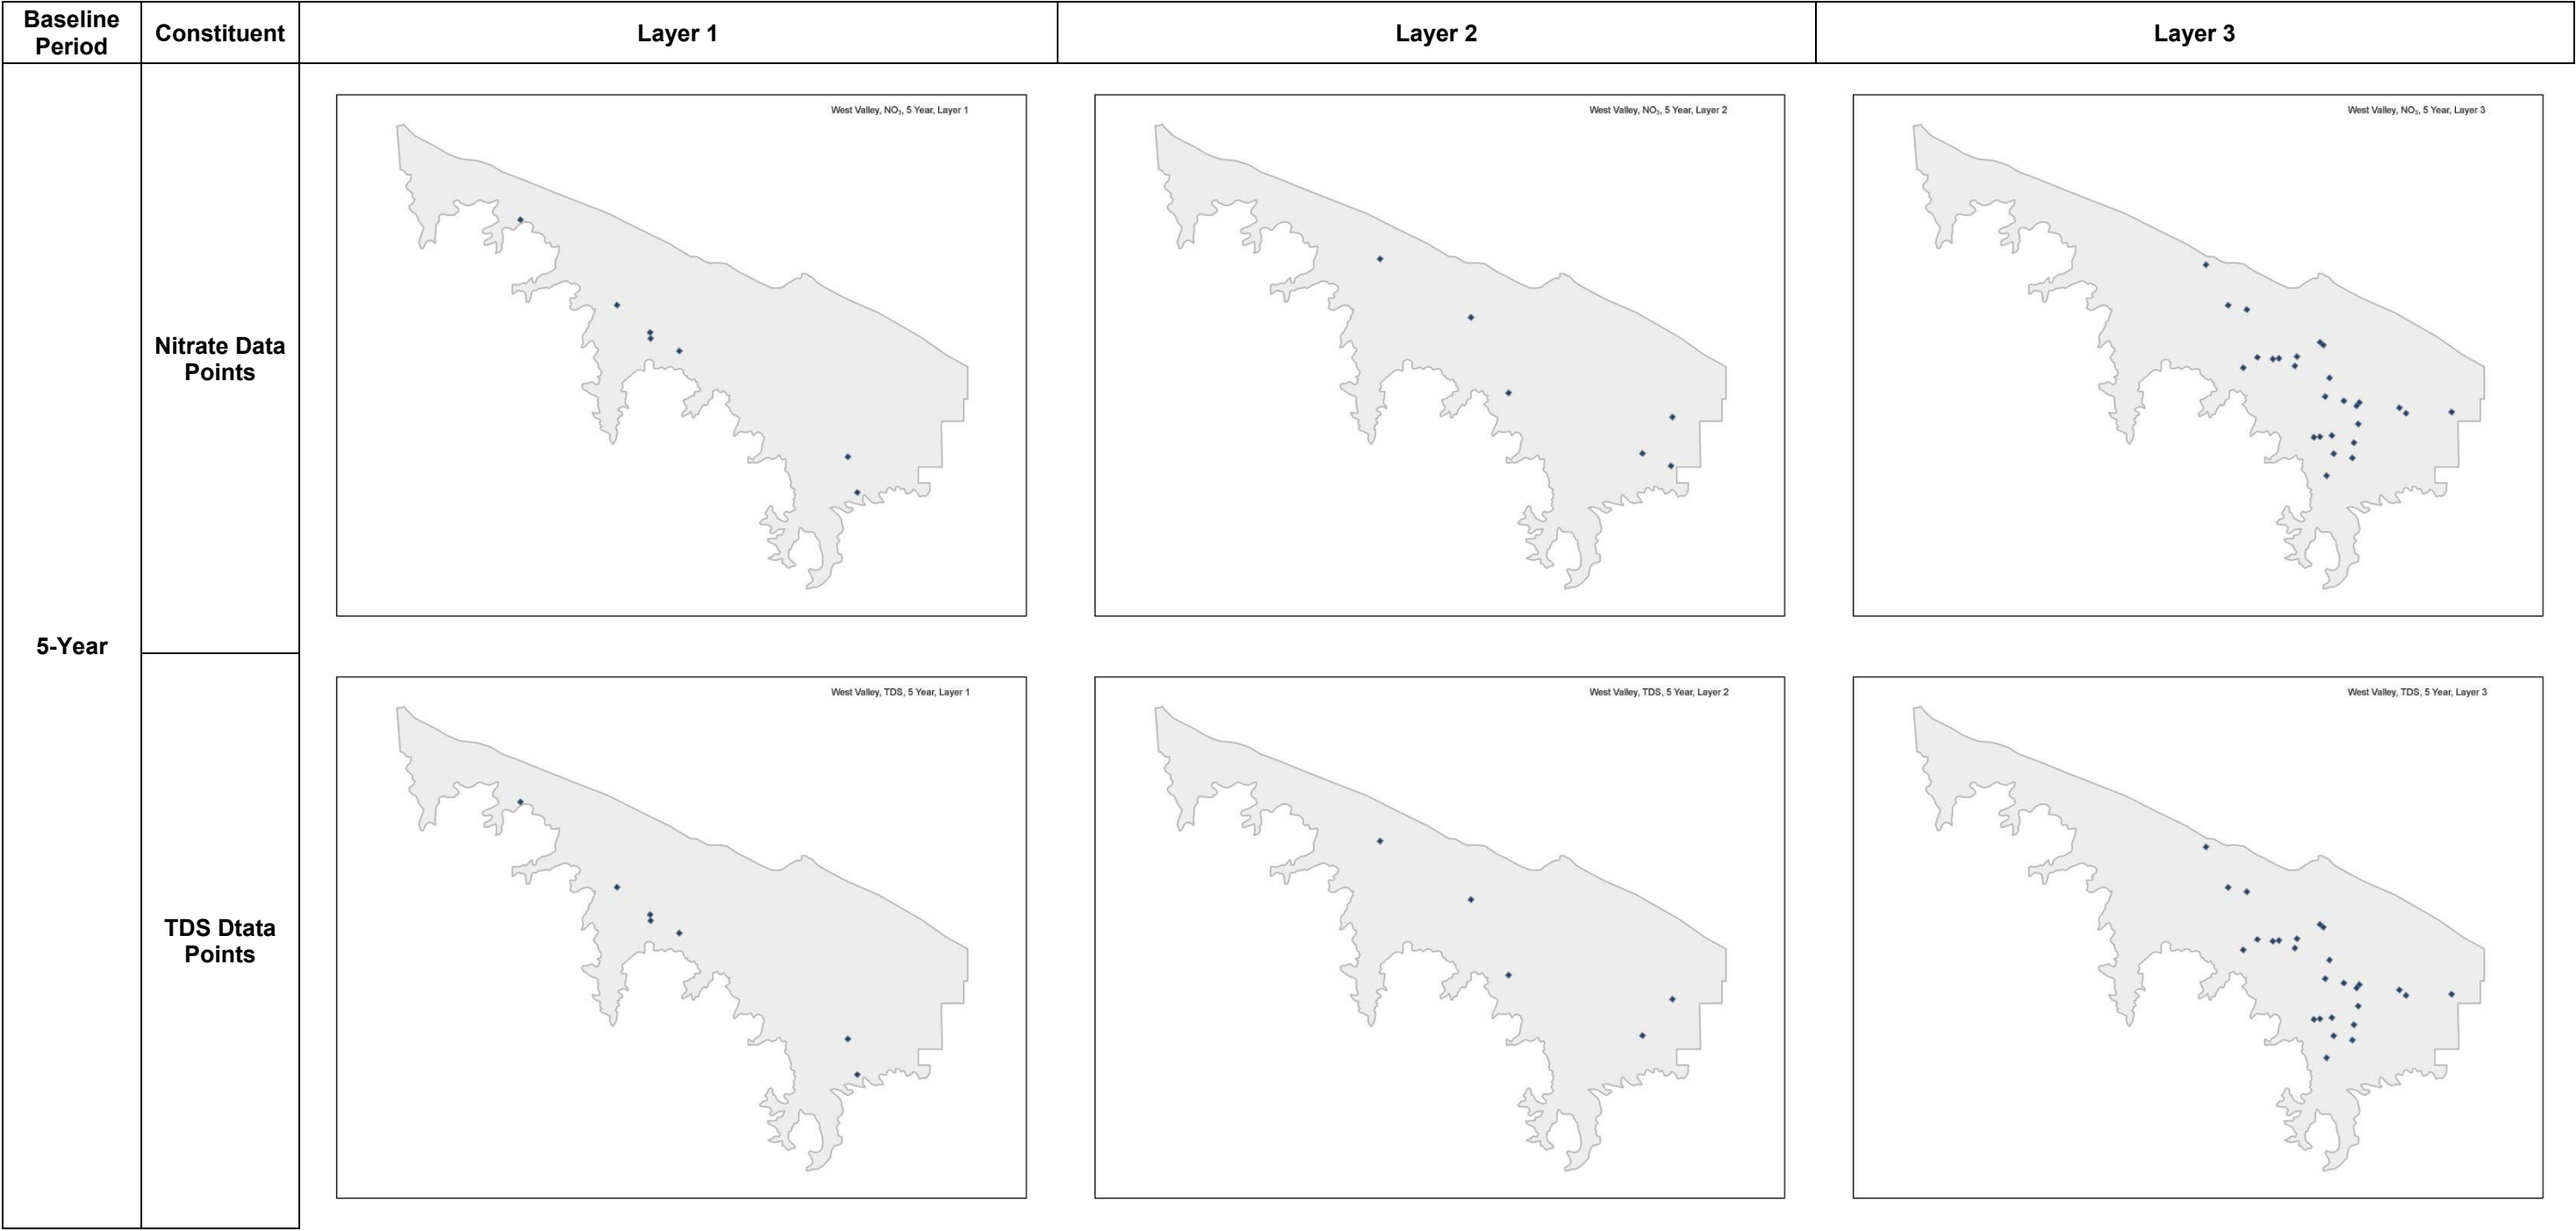 Baseline
Period
Constituent
Layer 1
Layer 2
Layer 3
5-Year
Nitrate Data
Points
West Valley, NO₃, 5 Year, Layer 1
West Valley, NO₃, 5 Year, Layer 2
West Valley, NO₃, 5 Year, Layer 3
TDS Dtata
Points
West Valley, TDS, 5 Year, Layer 1
West Valley, TDS, 5 Year, Layer 2
West Valley, TDS, 5 Year, Layer 3